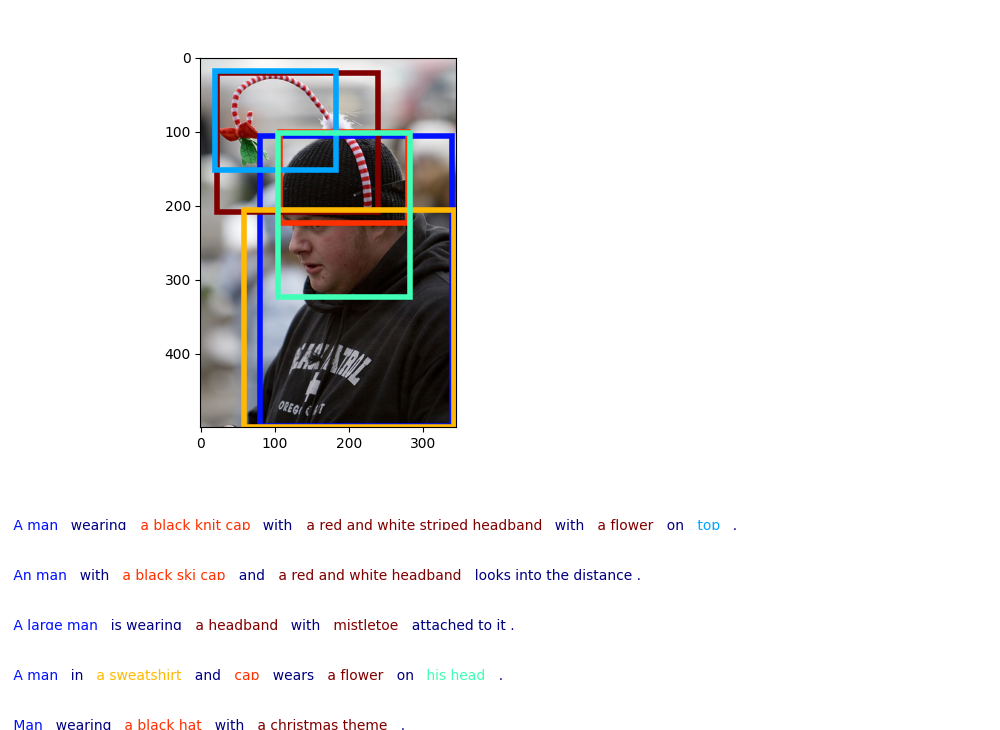 0
100
200
300
400
0 100 200 300
OREGON
A man wearing a black knit cap with a red and white striped headband with a flower on top .
An man with a black ski cap and a red and white headband looks into the distance .
A large man is wearing a headband with mistletoe attached to it .
A man in a sweatshirt and cap wears a flower on his head .
Man wearing a black hat with a christmas theme .